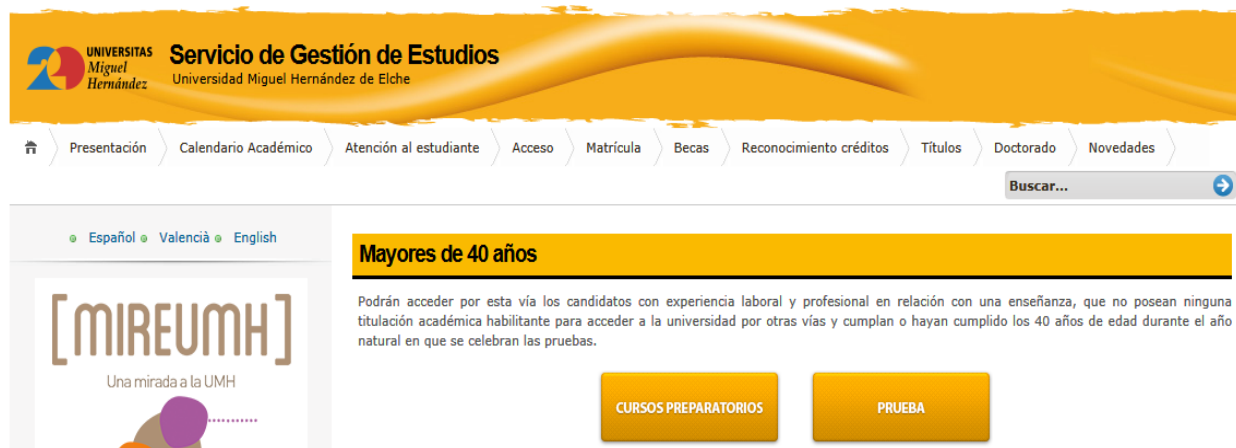 UNIVERSITAS
Miguel
Hernández
Servicio de Gestión de Estudios
Universidad Miguel Hernández de Elche
Presentación Calendario Académico Atención al estudiante Acceso Matrícula Becas Reconocimiento créditos Títulos Doctorado Novedades
Buscar...
Español Valencià English
[MIREUMH]
Una mirada a la UMH
Mayores de 40 años
Podrán acceder por esta vía los candidatos con experiencia laboral y profesional en relación con una enseñanza, que no posean ninguna
titulación académica habilitante para acceder a la universidad por otras vías y cumplan o hayan cumplido los 40 años de edad durante el año
natural en que se celebran las pruebas.
CURSOS PREPARATORIOS PRUEBA